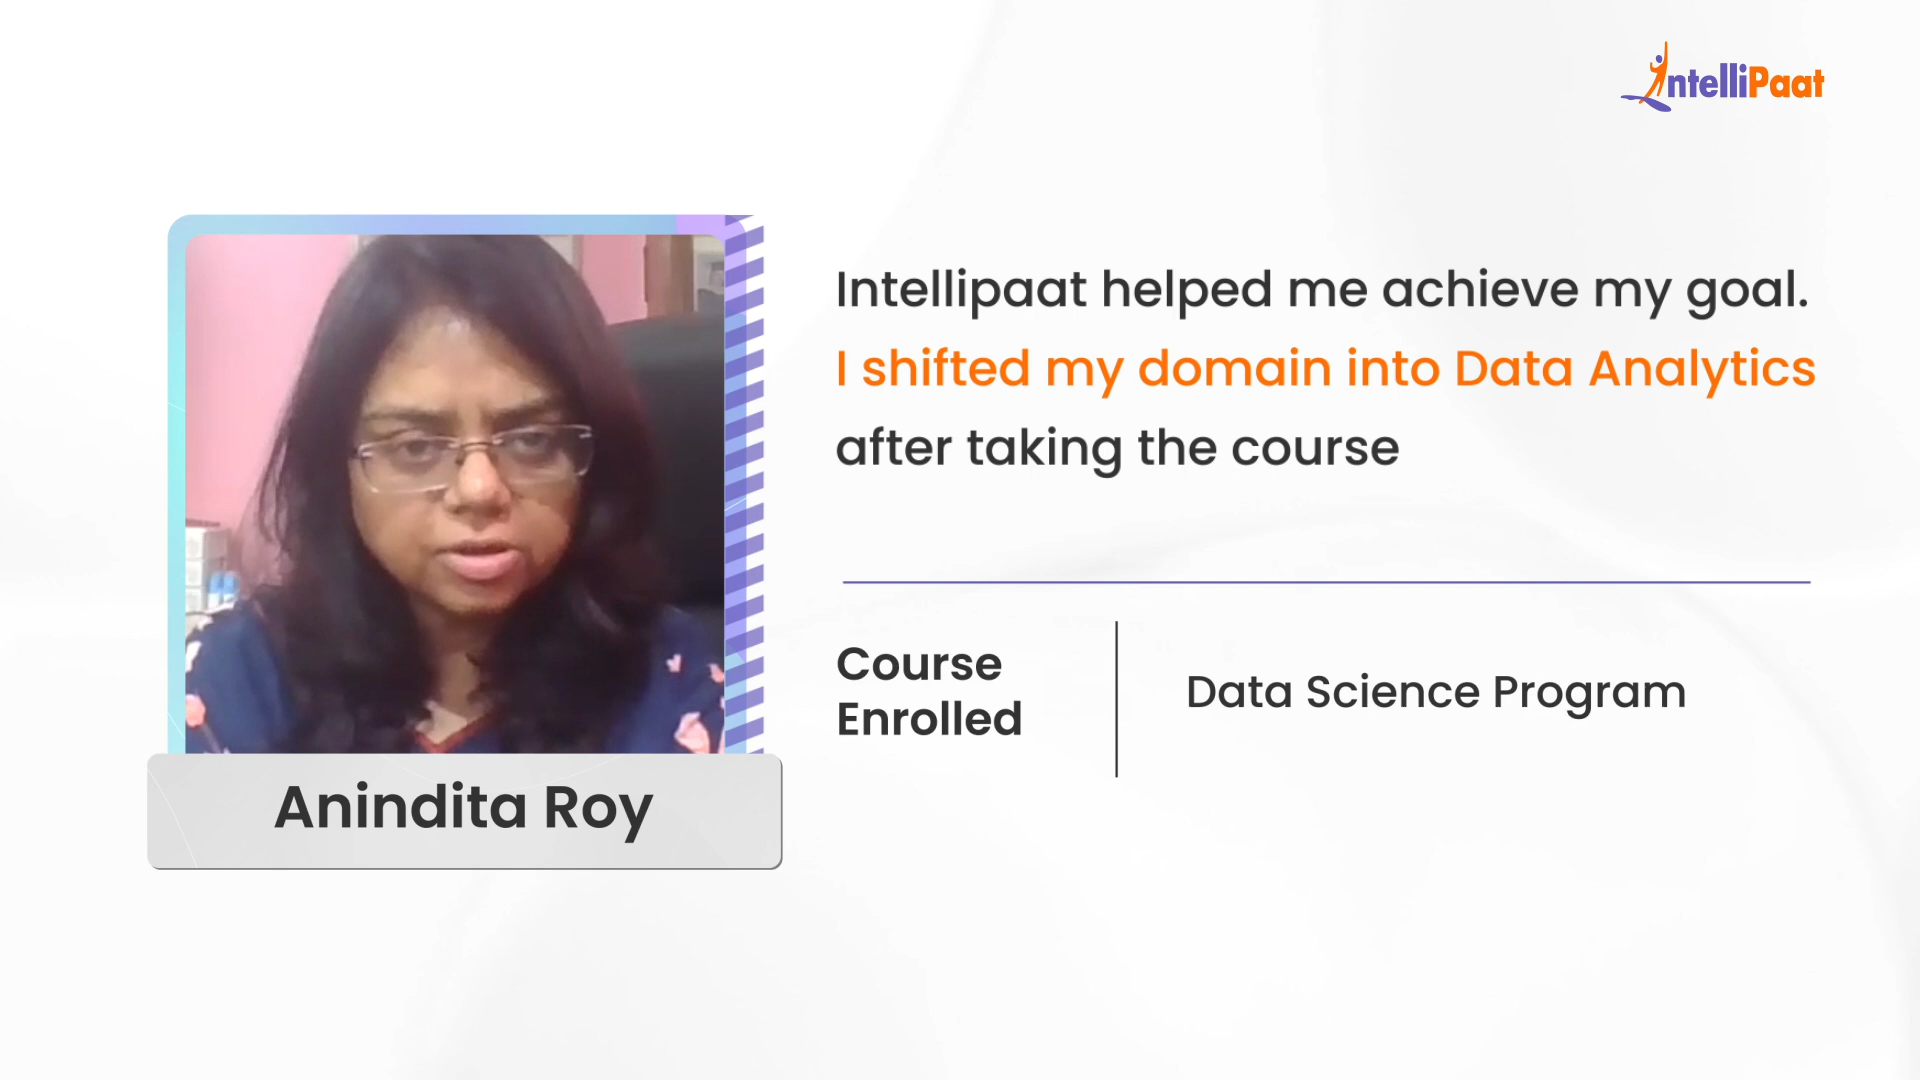 IntelliPaat
Intellipaat helped me achieve my goal.
I shifted my domain into Data Analytics
after taking the course
Course
Enrolled
Data Science Program
Anindita Roy